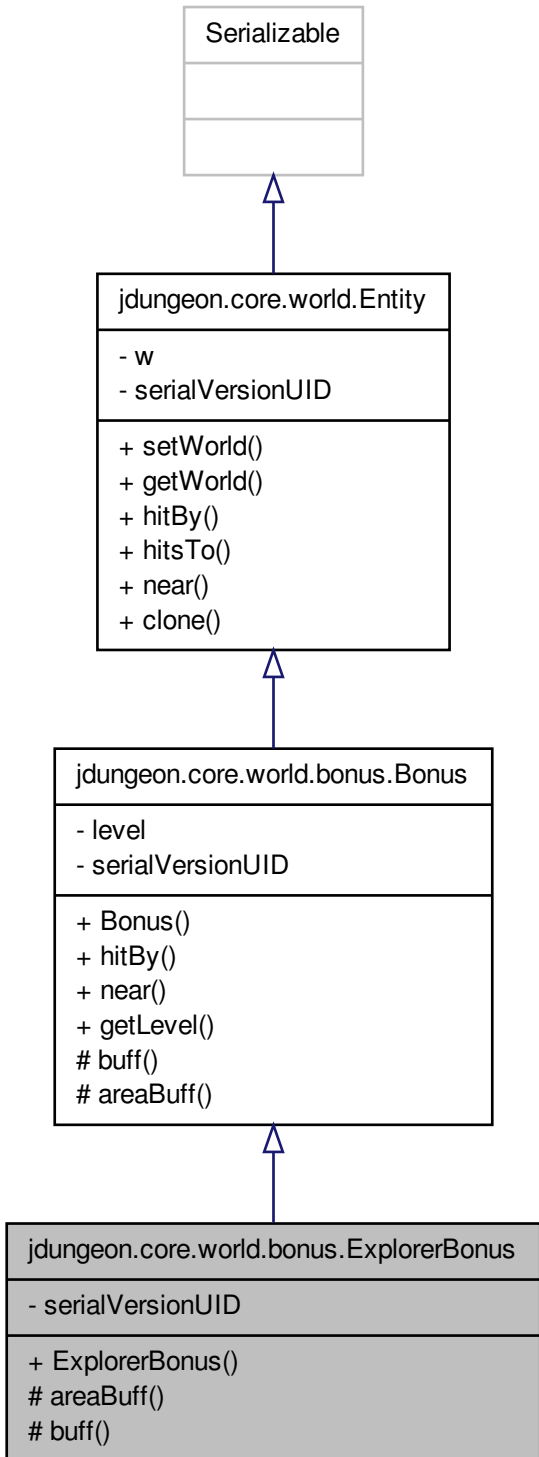 Serializable
jdungeon.core.world.Entity
- w
- serialVersionUID
+ setWorld()
+ getWorld()
+ hitBy()
+ hitsTo()
+ near()
+ clone()
jdungeon.core.world.bonus.Bonus
- level
- serialVersionUID
+ Bonus()
+ hitBy()
+ near()
+ getLevel()
# buff()
# areaBuff()
jdungeon.core.world.bonus.ExplorerBonus
- serialVersionUID
+ ExplorerBonus()
# areaBuff()
# buff()